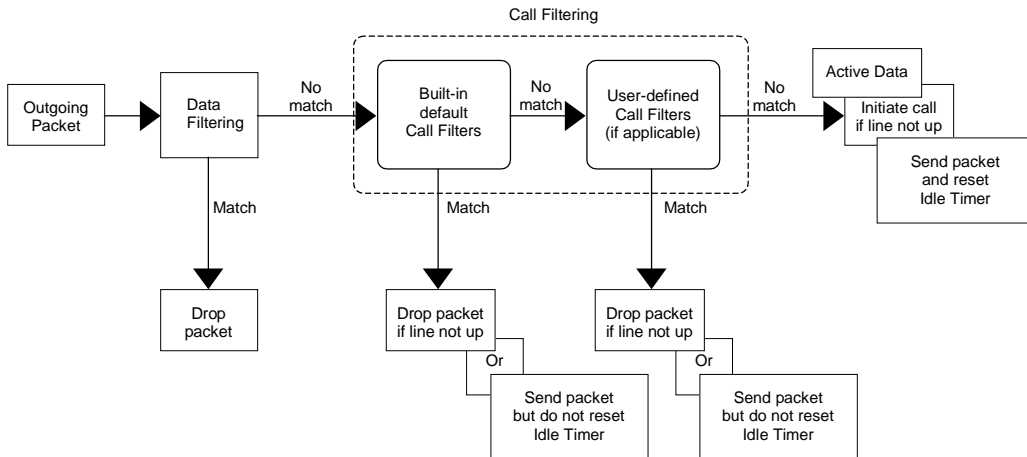 Call Filtering
Outgoing
Packet
Data
Filtering
No
match
Built-in
default
Call Filters
No
match
User-defined
Call Filters
(if applicable)
No
match
Active Data
Initiate call
if line not up
Send packet
and reset
Idle Timer
Match
Match
Match
Drop
packet
Drop packet
if line not up
Or
Send packet
but do not reset
Idle Timer
Drop packet
if line not up
Or
Send packet
but do not reset
Idle Timer